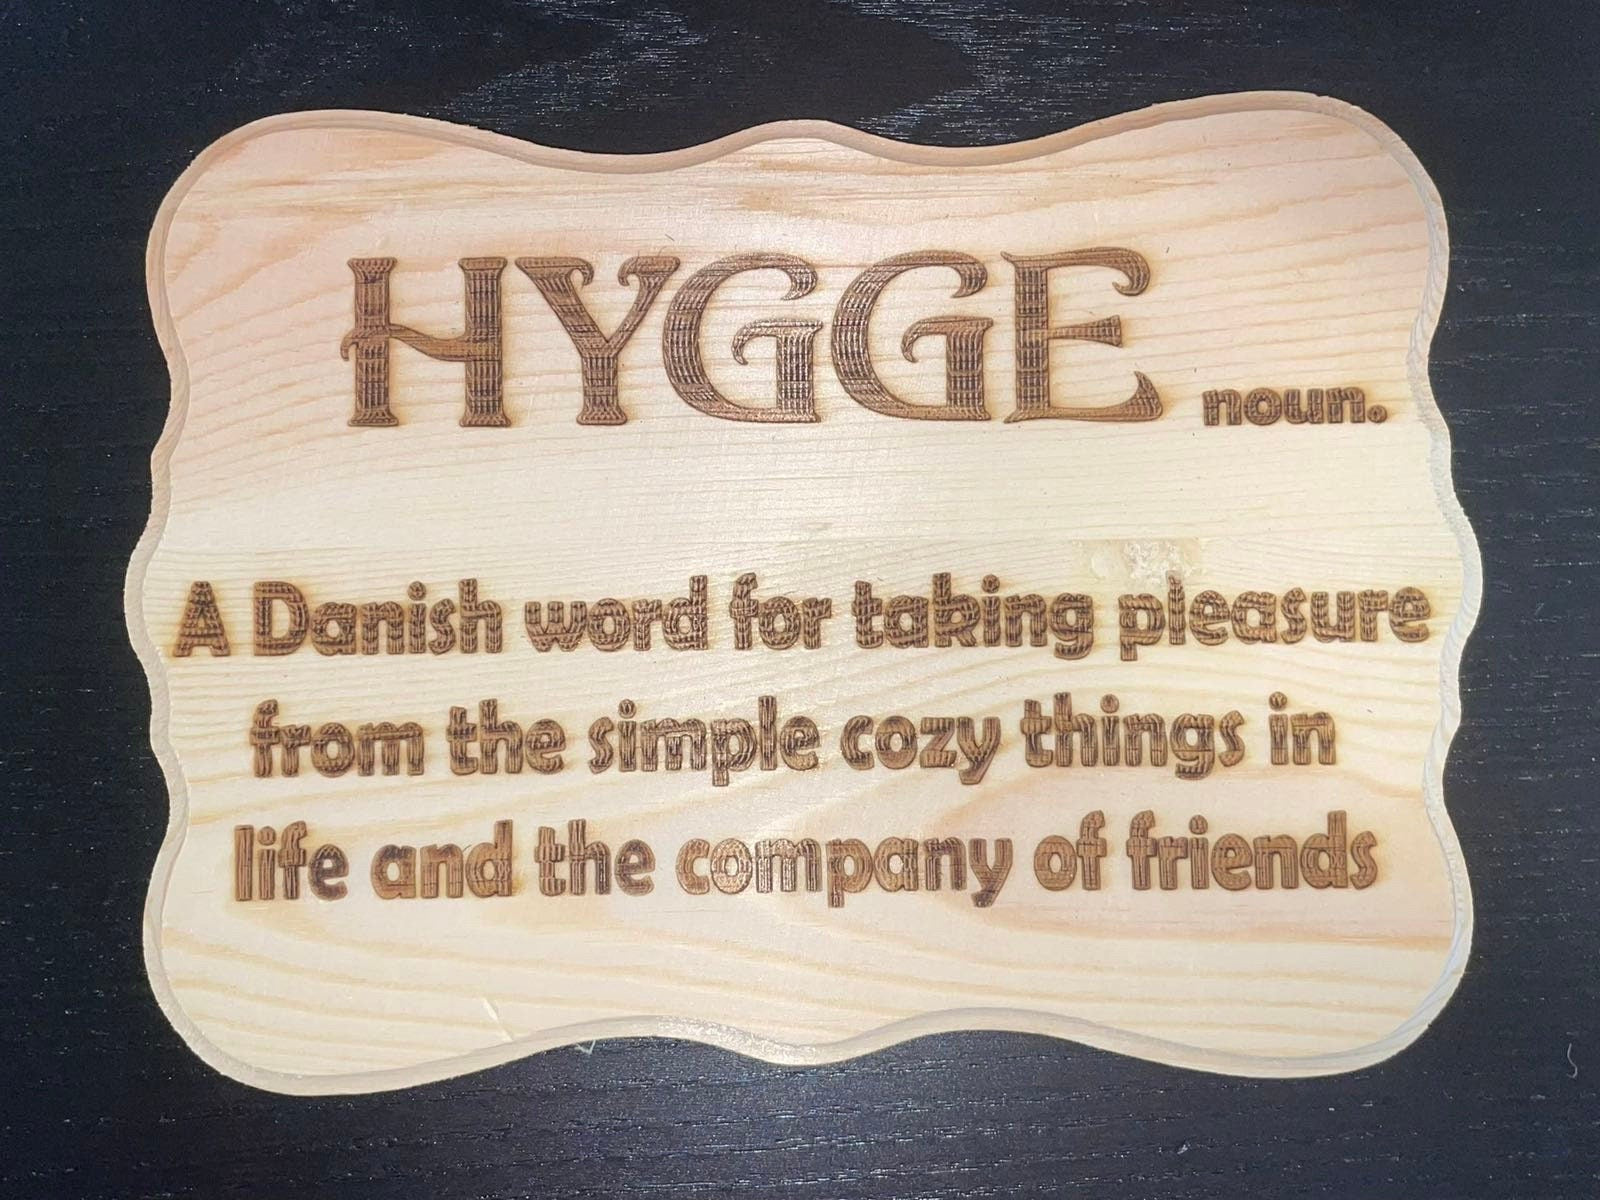 HYGGE noun.
A Danish word for taking pleasure
from the simple cozy things in
life and the company of friends